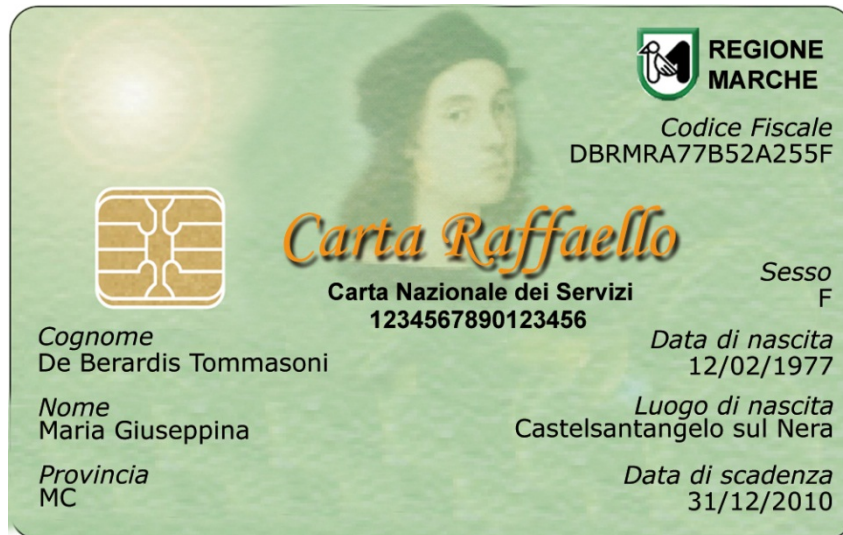 REGIONE
MARCHE
Codice Fiscale
DBRMRA77B52A255F
Carta Raffaello
Carta Nazionale dei Servizi
1234567890123456
Sesso
F
Cognome
De Berardis Tommasoni
Data di nascita
12/02/1977
Nome
Maria Giuseppina
Luogo di nascita
Castelsantangelo sul Nera
Provincia
MC
Data di scadenza
31/12/2010